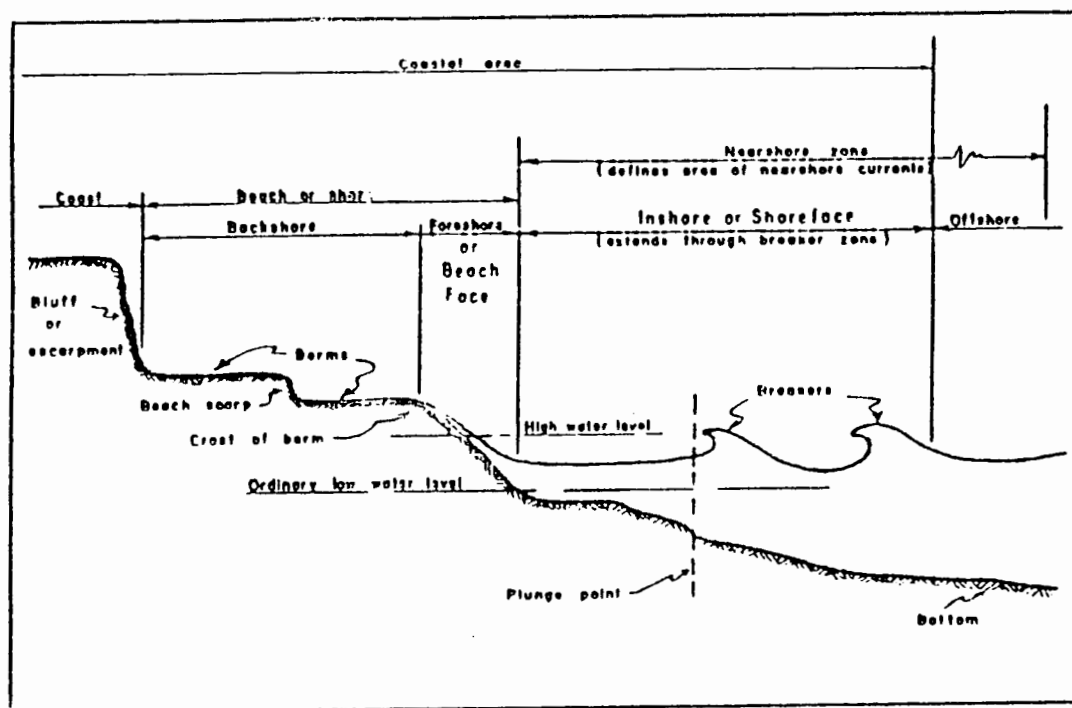 Coastal area
Nearshore zone
(defines area of nearshore currents)
Coast
Beach or shor
Backshore
Foreshore
or
Beach
Face
Inshore or Shoreface
(extends through breaker zone)
Offshore
Bluff
or
escarpment
Berms
Beach scarp
Crest of berm
High water level
Breakers
Ordinary low water level
Plunge point
Bottom